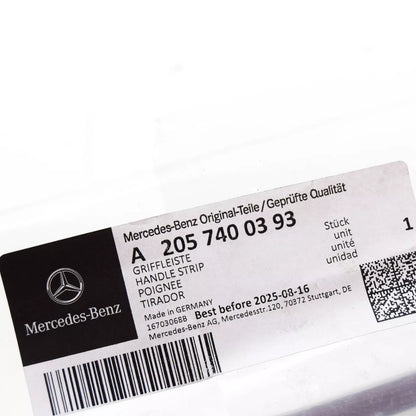 Mercedes-Benz Original-Teile / Geprüfte Qualität
A 205 740 03 93
GRIFFLEISTE
HANDLE STRIP
POIGNEE
TIRADOR
Stück
unit
unité
unidad
1
Made in GERMANY
16703068B Best before 2025-08-16
Mercedes-Benz AG, Mercedesstr.120, 70372 Stuttgart, DE
Mercedes-Benz